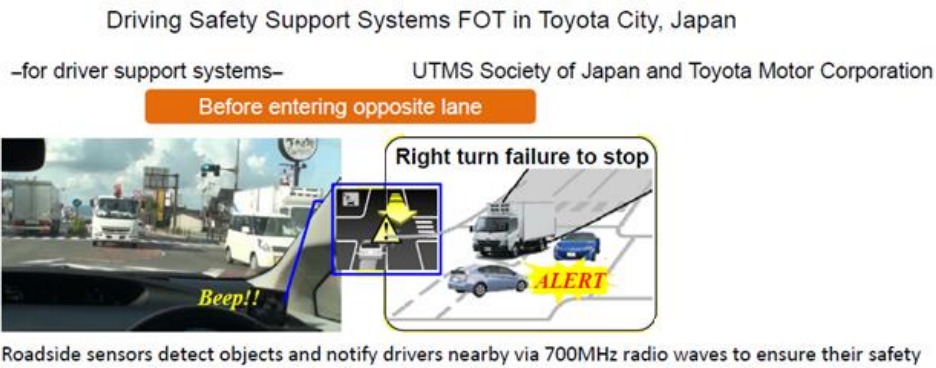 Driving Safety Support Systems FOT in Toyota City, Japan
–for driver support systems–
UTMS Society of Japan and Toyota Motor Corporation
Before entering opposite lane
Right turn failure to stop
Beep!!
ALERT
Roadside sensors detect objects and notify drivers nearby via 700MHz radio waves to ensure their safety